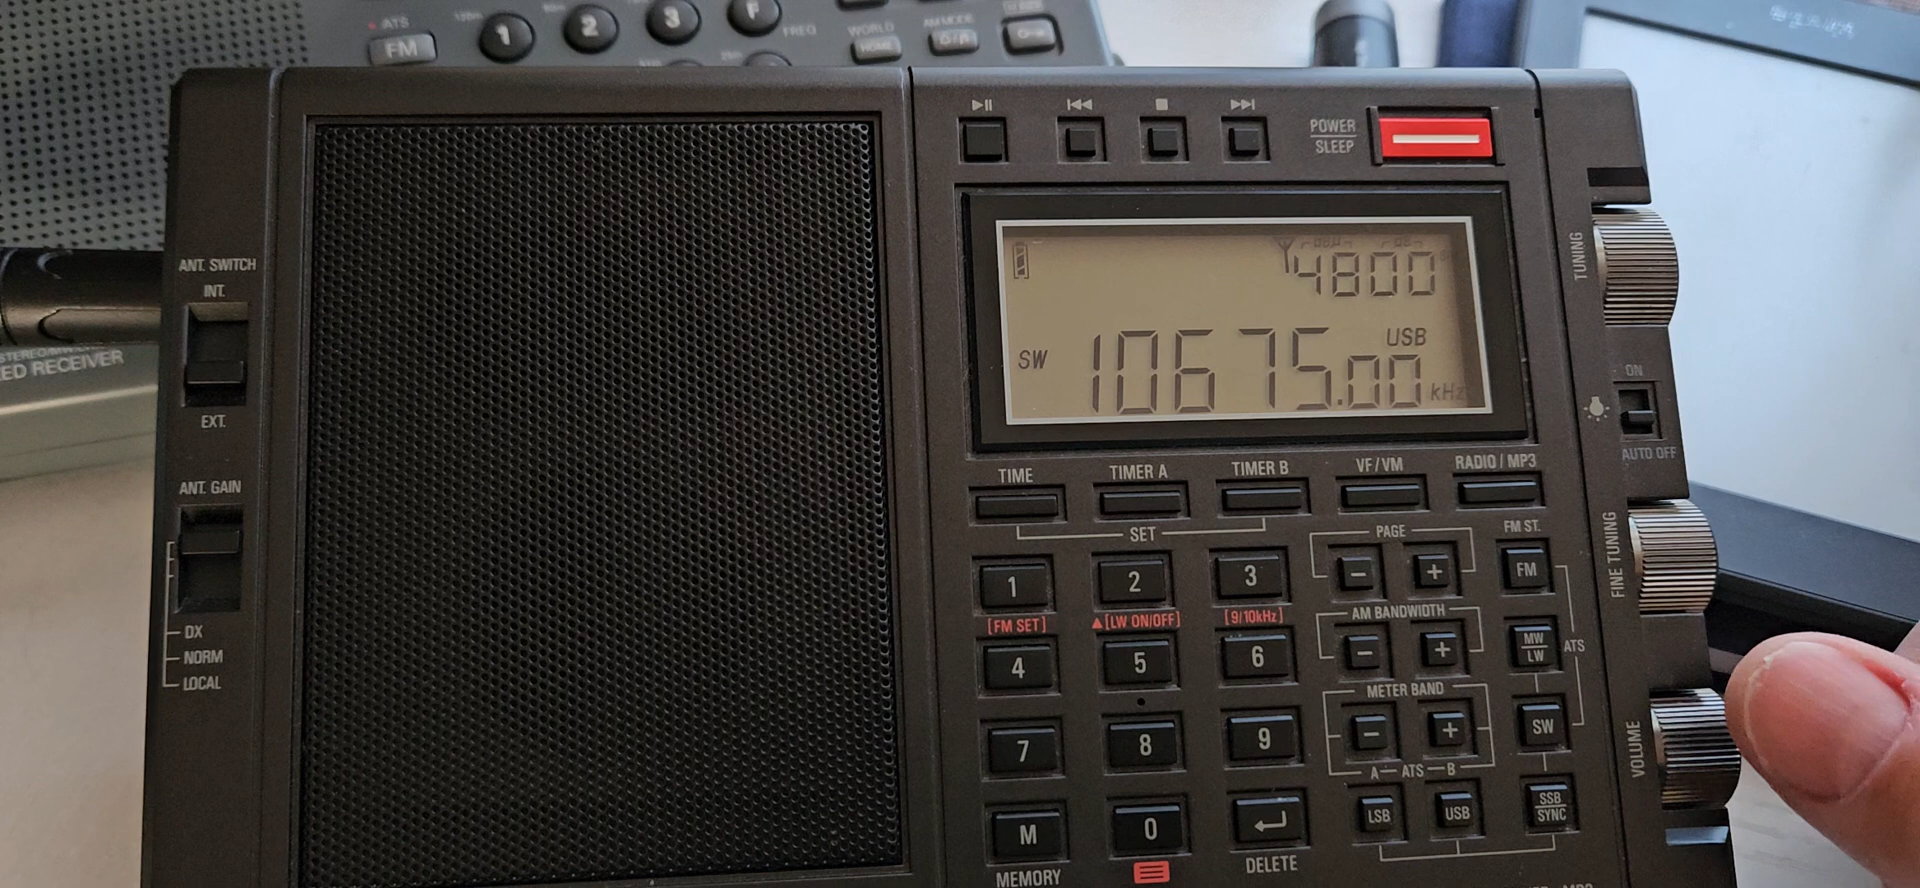 ATS
FM
1
2
3
F
FREQ
WORLD
HOME
AM MODE
POWER
SLEEP
ANT. SWITCH
INT.
EXT.
ED RECEIVER
TUNING
4800
USB
SW
10675.00
kHz
ON
AUTO OFF
TIME
TIMER A
TIMER B
VF/VM
RADIO / MP3
SET
ANT. GAIN
DX
NORM
LOCAL
PAGE
FM ST.
1
2
3
-
+
FM
FINE TUNING
[FM SET]
[LW ON/OFF]
[9/10kHz]
AM BANDWIDTH
4
5
6
-
+
MW
LW
ATS
METER BAND
7
8
9
-
+
SW
VOLUME
A ATS B
M
0
LSB
USB
SSB
SYNC
MEMORY
DELETE